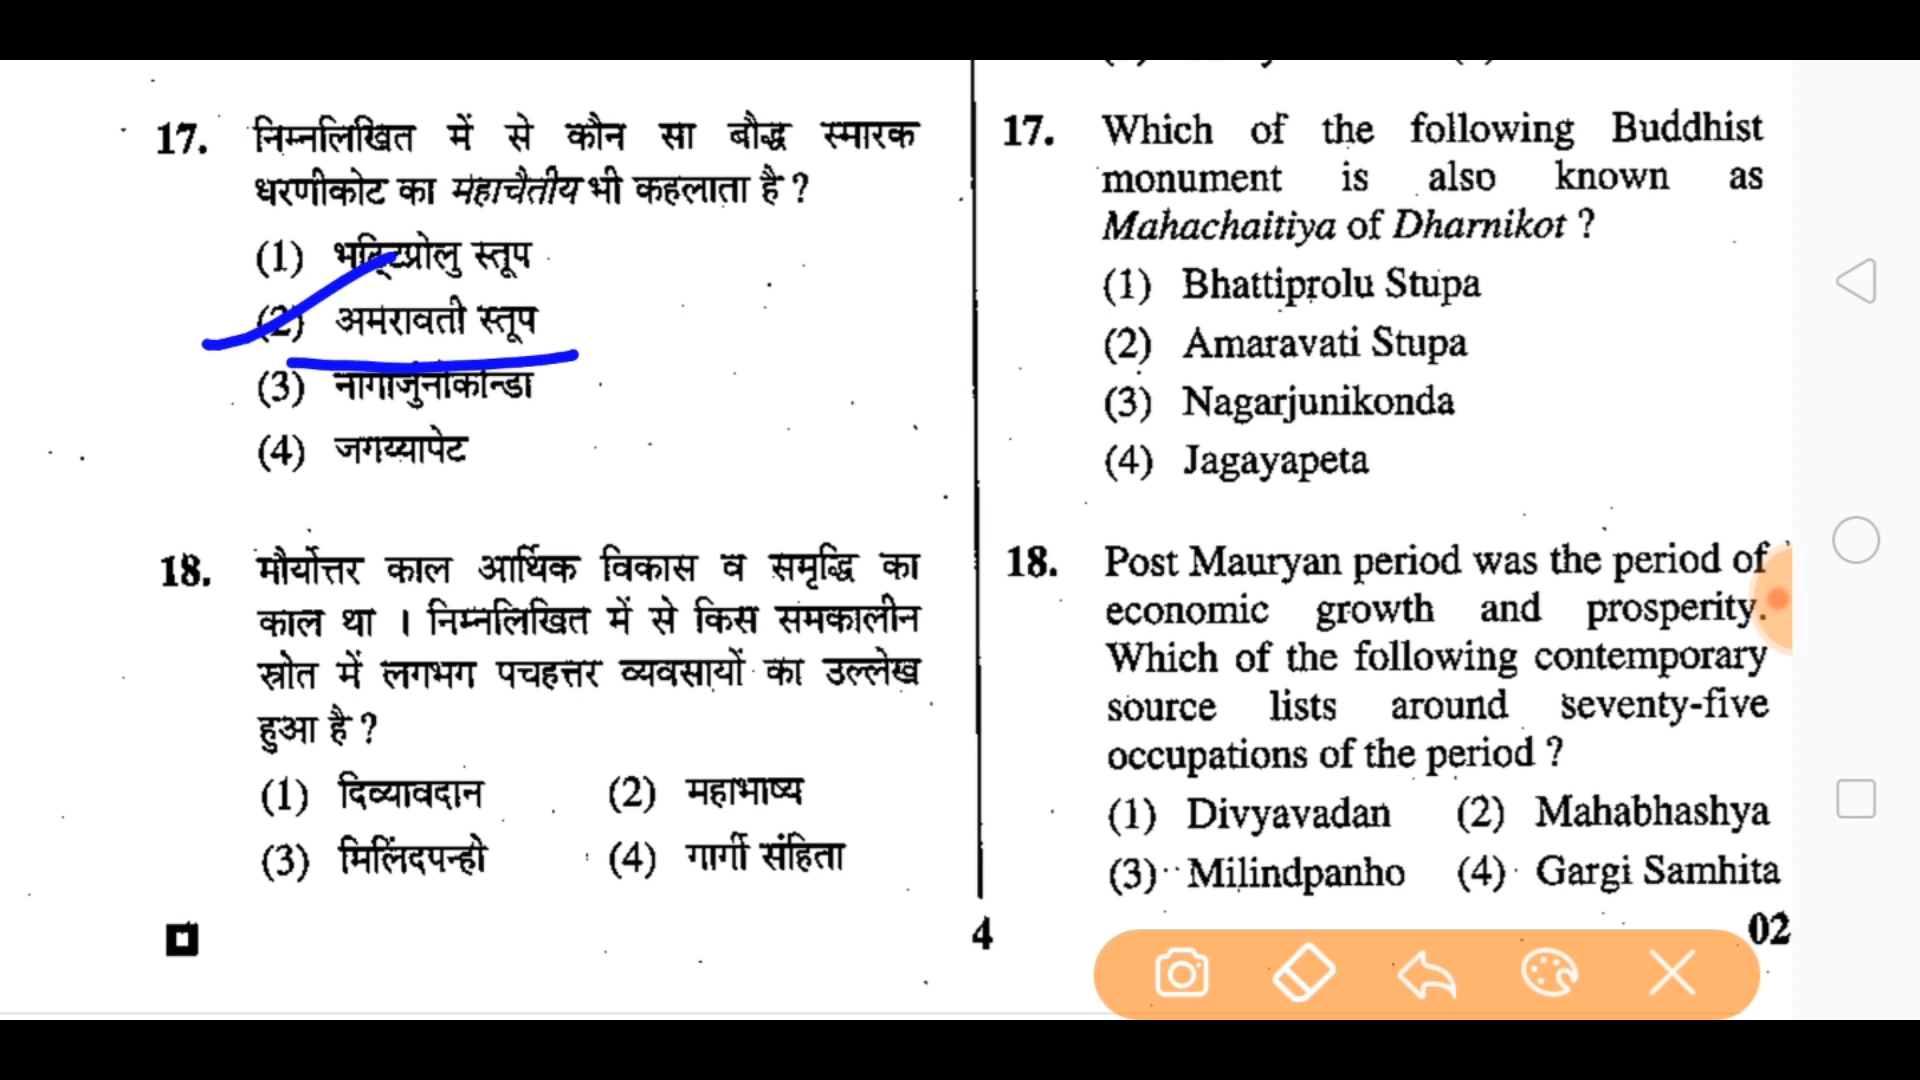 17. निम्नलिखित में से कौन सा बौद्ध स्मारक
धरणीकोट का महाचैतीय भी कहलाता है ?
(1) भट्टिप्रोलु स्तूप
(2) अमरावती स्तूप
(3) नागार्जुनीकोन्डा
(4) जगय्यापेट
18. मौर्योत्तर काल आर्थिक विकास व समृद्धि का
काल था । निम्नलिखित में से किस समकालीन
स्रोत में लगभग पचहत्तर व्यवसायों का उल्लेख
हुआ है ?
(1) दिव्यावदान (2) महाभाष्य
(3) मिलिंदपन्हो (4) गार्गी संहिता
17. Which of the following Buddhist
monument is also known as
Mahachaitiya of Dharnikot ?
(1) Bhattiprolu Stupa
(2) Amaravati Stupa
(3) Nagarjunikonda
(4) Jagayapeta
18. Post Mauryan period was the period of
economic growth and prosperity.
Which of the following contemporary
source lists around seventy-five
occupations of the period ?
(1) Divyavadan (2) Mahabhashya
(3) Milindpanho (4) Gargi Samhita
4
02